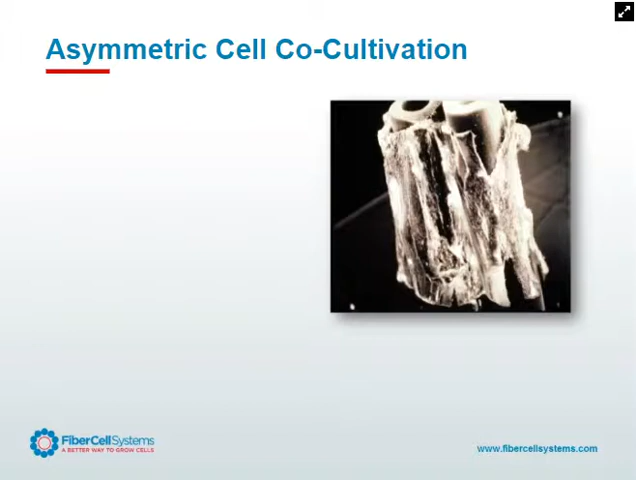 Asymmetric Cell Co-Cultivation
FiberCellSystems
A BETTER WAY TO GROW CELLS
www.fibercellsystems.com